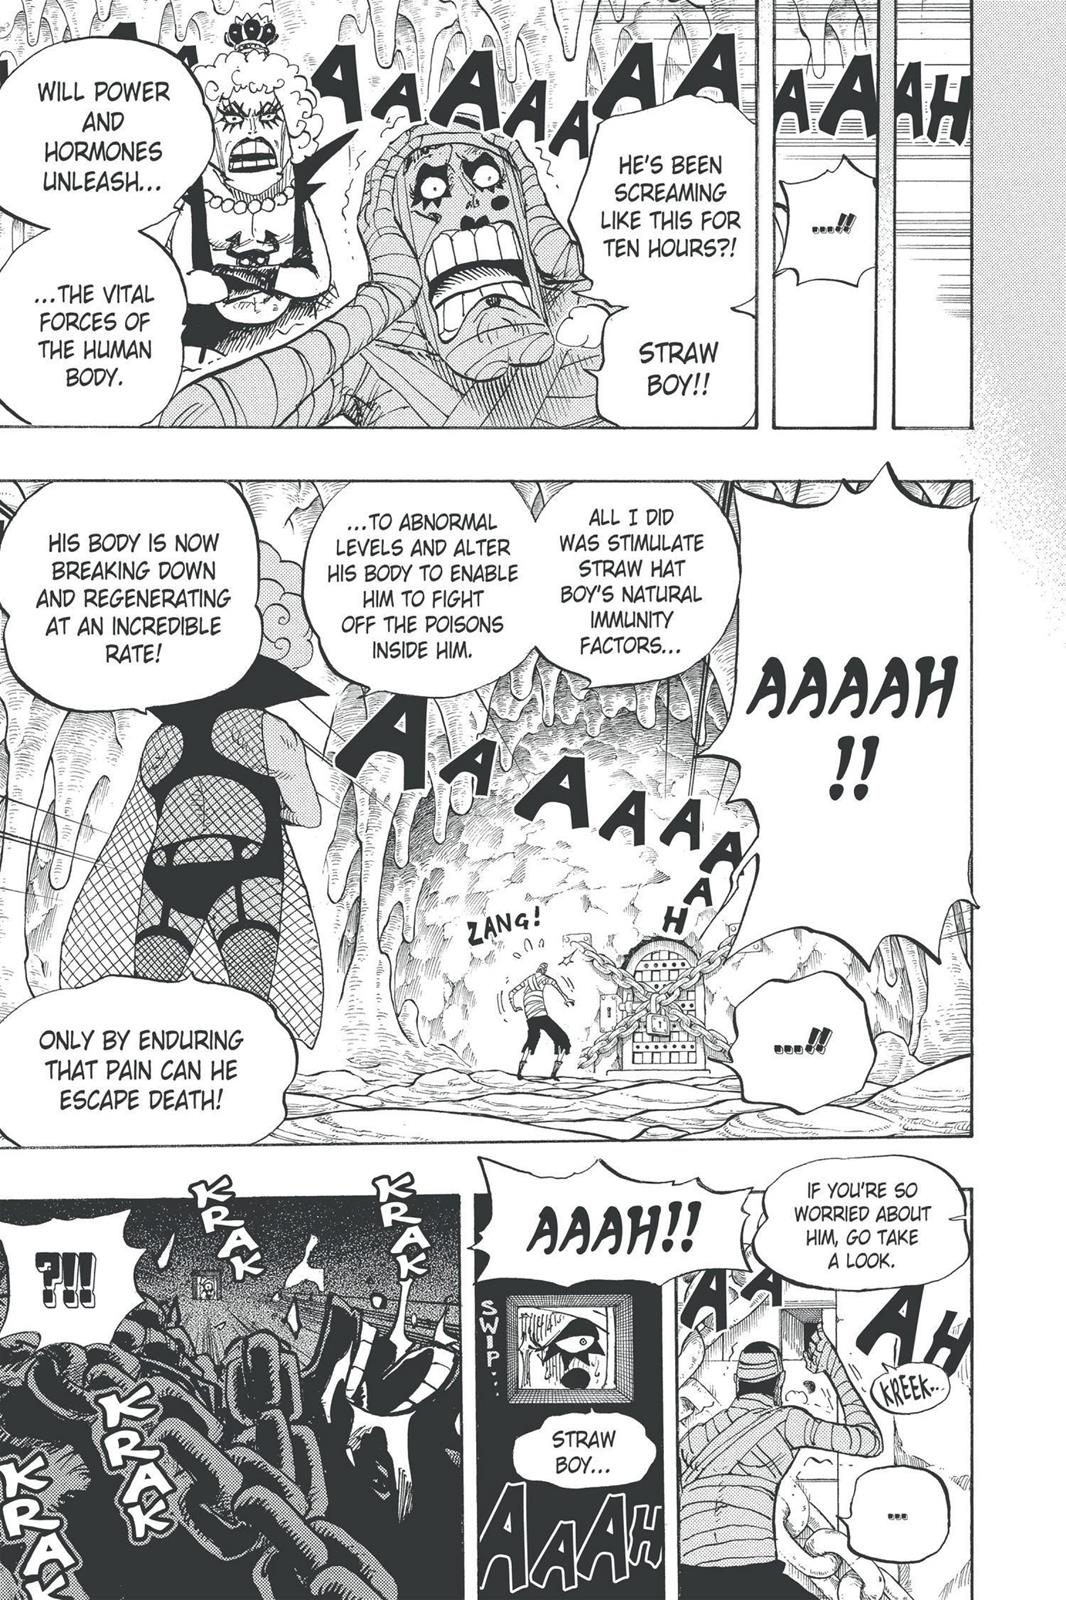 AAAAAAAAAAAH
....!!
HE'S BEEN
SCREAMING
LIKE THIS FOR
TEN HOURS?!
STRAW
BOY!!
WILL POWER
AND
HORMONES
UNLEASH...
...THE VITAL
FORCES OF
THE HUMAN
BODY.
AAAAH
!!
....!!
ALL I DID
WAS STIMULATE
STRAW HAT
BOY'S NATURAL
IMMUNITY
FACTORS...
...TO ABNORMAL
LEVELS AND ALTER
HIS BODY TO ENABLE
HIM TO FIGHT
OFF THE POISONS
INSIDE HIM.
HIS BODY IS NOW
BREAKING DOWN
AND REGENERATING
AT AN INCREDIBLE
RATE!
AAAAAAAAH
ZANG!
ONLY BY ENDURING
THAT PAIN CAN HE
ESCAPE DEATH!
IF YOU'RE SO
WORRIED ABOUT
HIM, GO TAKE
A LOOK.
AAAH
KREEK..
...
AAAH!!
SWIP...
STRAW
BOY...
AAAAH
?!!
KRAK
KRAK
KRAK
KRAK